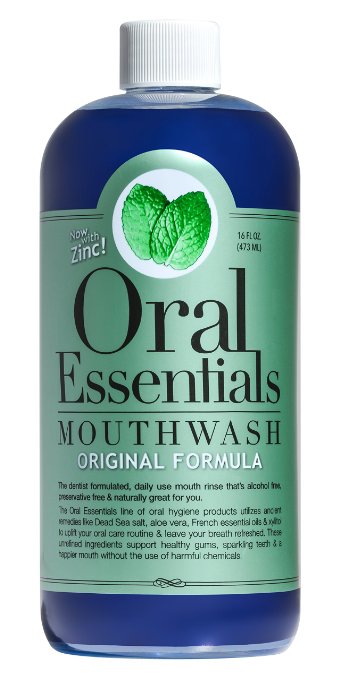 Now
with
Zinc!
16 FL OZ.
(473 ML)
Oral
Essentials
MOUTHWASH
ORIGINAL FORMULA
The dentist formulated, daily use mouth rinse that's alcohol free,
preservative free & naturally great for you.
The Oral Essentials line of oral hygiene products utilizes ancient
remedies like Dead Sea salt, aloe vera, French essential oils & xylitol
to uplift your oral care routine & leave your breath refreshed. These
unrefined ingredients support healthy gums, sparkling teeth & a
happier mouth without the use of harmful chemicals.